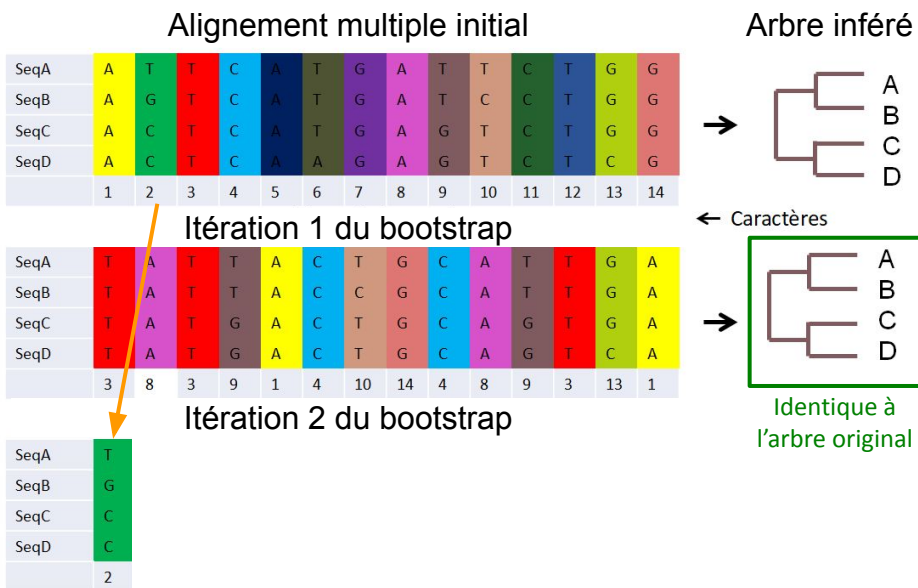 Alignement multiple initial
Arbre inféré
SeqA A T T C A T G A T T C T G G
SeqB A G T C A T G A T C C T G G
SeqC A C T C A T G A G T C T G G
SeqD A C T C A A G A G T C T C G
1 2 3 4 5 6 7 8 9 10 11 12 13 14
→
A
B
C
D
Itération 1 du bootstrap
← Caractères
SeqA T A T T A C T G C A T T G A
SeqB T A T T A C C G C A T T G A
SeqC T A T G A C T G C A G T G A
SeqD T A T G A C T G C A G T C A
3 8 3 9 1 4 10 14 4 8 9 3 13 1
→
A
B
C
D
Identique à
l'arbre original
Itération 2 du bootstrap
SeqA T
SeqB G
SeqC C
SeqD C
2